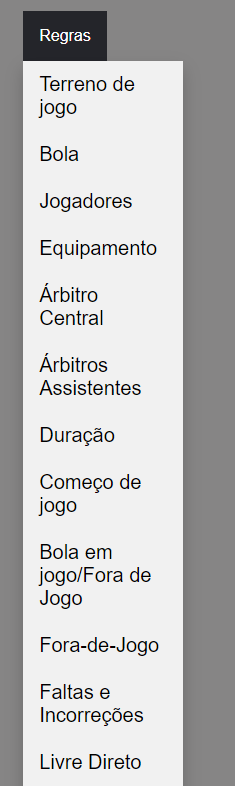 Regras
Terreno de
jogo
Bola
Jogadores
Equipamento
Árbitro
Central
Árbitros
Assistentes
Duração
Começo de
jogo
Bola em
jogo/Fora de
Jogo
Fora-de-Jogo
Faltas e
Incorreções
Livre Direto